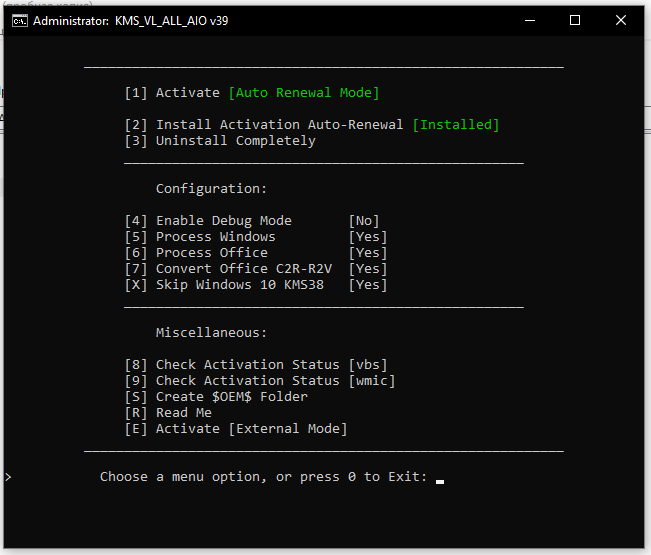 (пробная копия)
Administrator: KMS_VL_ALL_AIO v39
[1] Activate [Auto Renewal Mode]
[2] Install Activation Auto-Renewal [Installed]
[3] Uninstall Completely
Configuration:
[4] Enable Debug Mode [No]
[5] Process Windows [Yes]
[6] Process Office [Yes]
[7] Convert Office C2R-R2V [Yes]
[X] Skip Windows 10 KMS38 [Yes]
Miscellaneous:
[8] Check Activation Status [vbs]
[9] Check Activation Status [wmic]
[S] Create $OEM$ Folder
[R] Read Me
[E] Activate [External Mode]
> Choose a menu option, or press 0 to Exit: